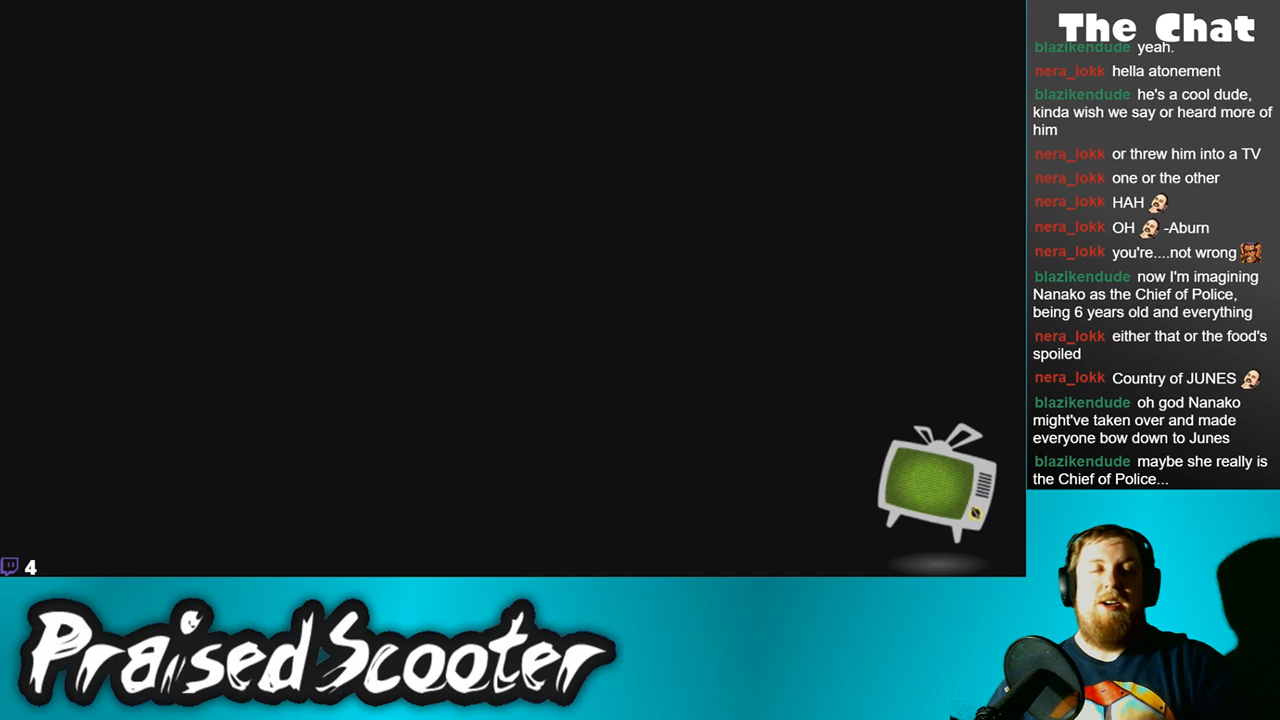 The Chat
blazikendude yeah.
nera_lokk hella atonement
blazikendude he's a cool dude,
kinda wish we say or heard more of
him
nera_lokk or threw him into a TV
nera_lokk one or the other
nera_lokk HAH
nera_lokk OH -Aburn
nera_lokk you're....not wrong
blazikendude now I'm imagining
Nanako as the Chief of Police,
being 6 years old and everything
nera_lokk either that or the food's
spoiled
nera_lokk Country of JUNES
blazikendude oh god Nanako
might've taken over and made
everyone bow down to Junes
blazikendude maybe she really is
the Chief of Police...
4
PraisedScooter